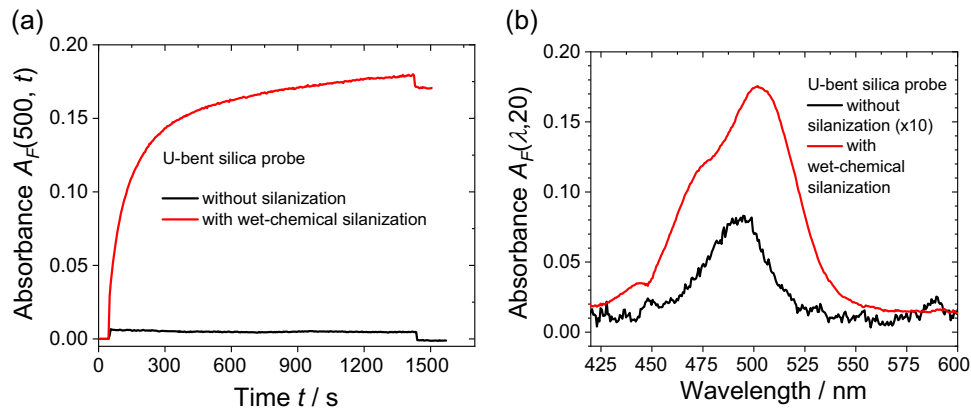 (a)
0.20
0.15
0.10
0.05
0.00
Absorbance A_F(500, t)
U-bent silica probe
without silanization
with wet-chemical silanization
0 300 600 900 1200 1500
Time t / s
(b)
0.20
0.15
0.10
0.05
0.00
Absorbance A_F(λ,20)
U-bent silica probe
without
silanization (x10)
with
wet-chemical
silanization
425 450 475 500 525 550 575 600
Wavelength / nm